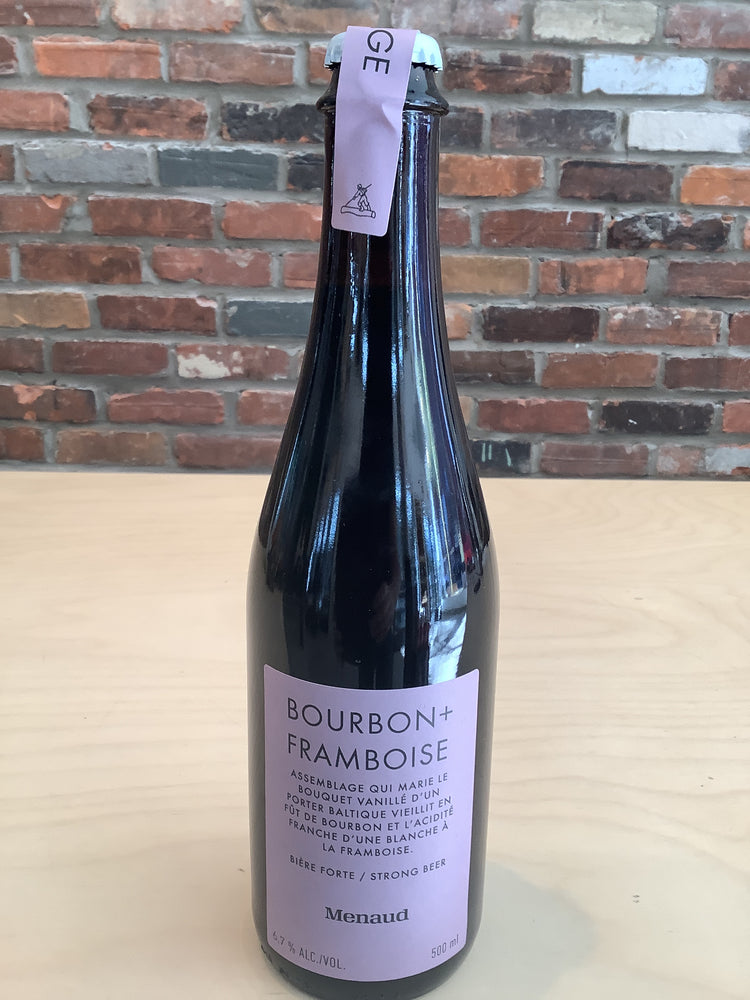 GE
BOURBON+
FRAMBOISE
ASSEMBLAGE QUI MARIE LE
BOUQUET VANILLÉ D'UN
PORTER BALTIQUE VIEILLIT EN
FÛT DE BOURBON ET L'ACIDITÉ
FRANCHE D'UNE BLANCHE À
LA FRAMBOISE.
BIÈRE FORTE / STRONG BEER
Menaud
6,7 % ALC./VOL.
500 ml